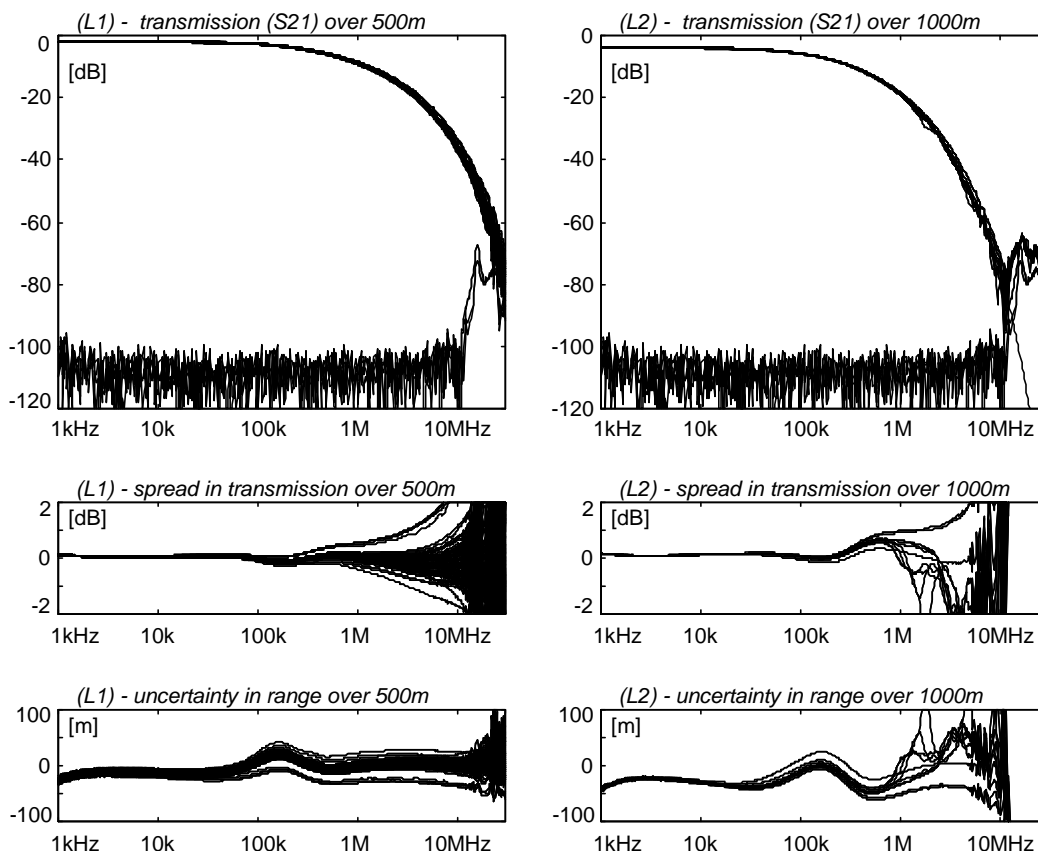 (L1) - transmission (S21) over 500m
0
[dB]
-20
-40
-60
-80
-100
-120
1kHz 10k 100k 1M 10MHz
(L2) - transmission (S21) over 1000m
0
[dB]
-20
-40
-60
-80
-100
-120
1kHz 10k 100k 1M 10MHz
(L1) - spread in transmission over 500m
2
[dB]
0
-2
1kHz 10k 100k 1M 10MHz
(L2) - spread in transmission over 1000m
2
[dB]
0
-2
1kHz 10k 100k 1M 10MHz
(L1) - uncertainty in range over 500m
100
[m]
0
-100
1kHz 10k 100k 1M 10MHz
(L2) - uncertainty in range over 1000m
100
[m]
0
-100
1kHz 10k 100k 1M 10MHz